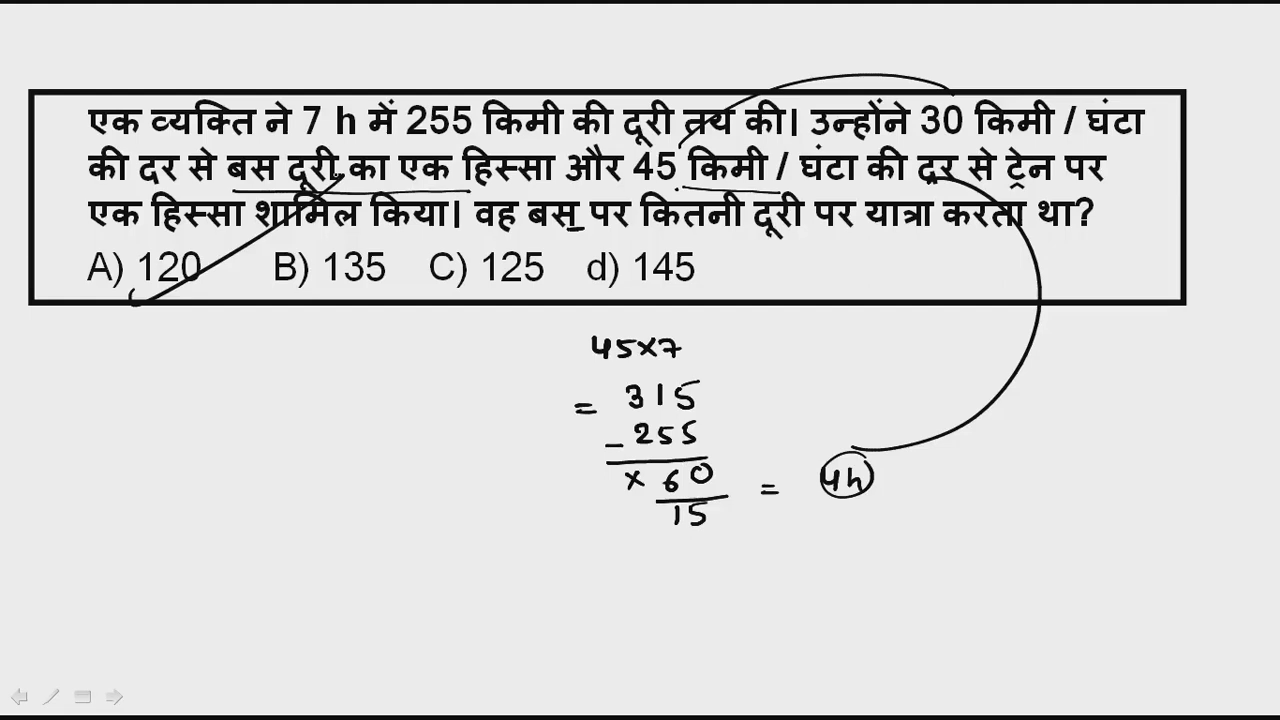 एक व्यक्ति ने 7 h में 255 किमी की दूरी तय की। उन्होंने 30 किमी / घंटा
की दर से बस दूरी का एक हिस्सा और 45 किमी / घंटा की दर से ट्रेन पर
एक हिस्सा शामिल किया। वह बस पर कितनी दूरी पर यात्रा करता था?
A) 120 B) 135 C) 125 d) 145
45×7
= 315
- 255
× 60 = 4h
15